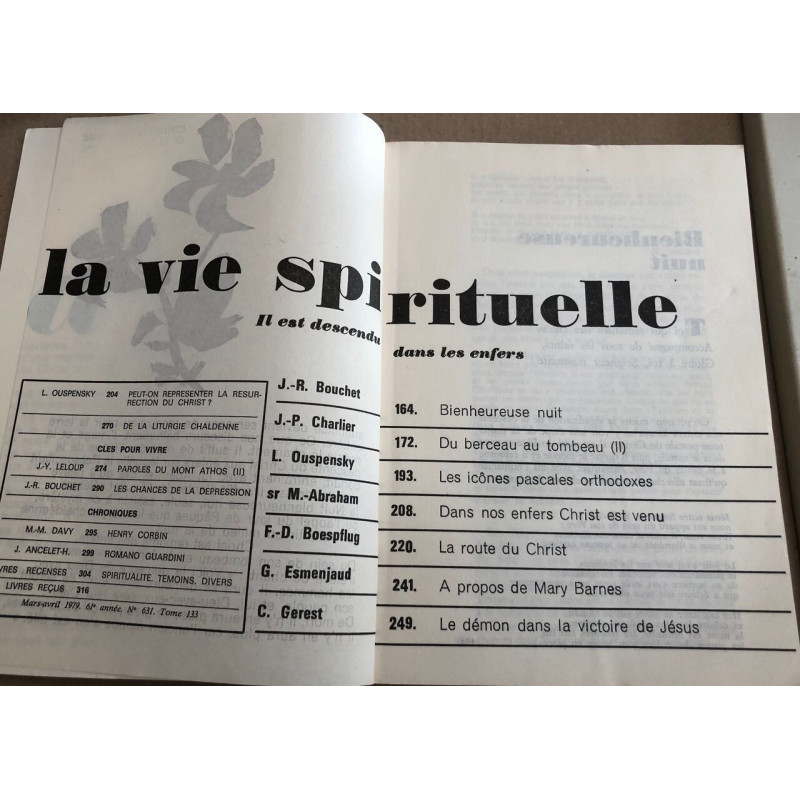 la vie spirituelle
Il est descendu dans les enfers
L. OUSPENSKY 204 PEUT-ON REPRESENTER LA RESUR-
RECTION DU CHRIST ?
270 DE LA LITURGIE CHALDENNE
CLES POUR VIVRE
J.-Y. LELOUP 274 PAROLES DU MONT ATHOS (II)
J.-R. BOUCHET 290 LES CHANCES DE LA DEPRESSION
CHRONIQUES
M.-M. DAVY 295 HENRY CORBIN
J. ANCELET-H. 299 ROMANO GUARDINI
VRES RECENSES 304 SPIRITUALITE. TEMOINS. DIVERS
LIVRES REÇUS 316
Mars-avril 1979. 61e année. N° 631. Tome 133
J.-R. Bouchet 164. Bienheureuse nuit
J.-P. Charlier 172. Du berceau au tombeau (II)
L. Ouspensky 193. Les icônes pascales orthodoxes
sr M.-Abraham 208. Dans nos enfers Christ est venu
F.-D. Boespflug 220. La route du Christ
G. Esmenjaud 241. A propos de Mary Barnes
C. Gerest 249. Le démon dans la victoire de Jésus
Bienheureuse
nuit